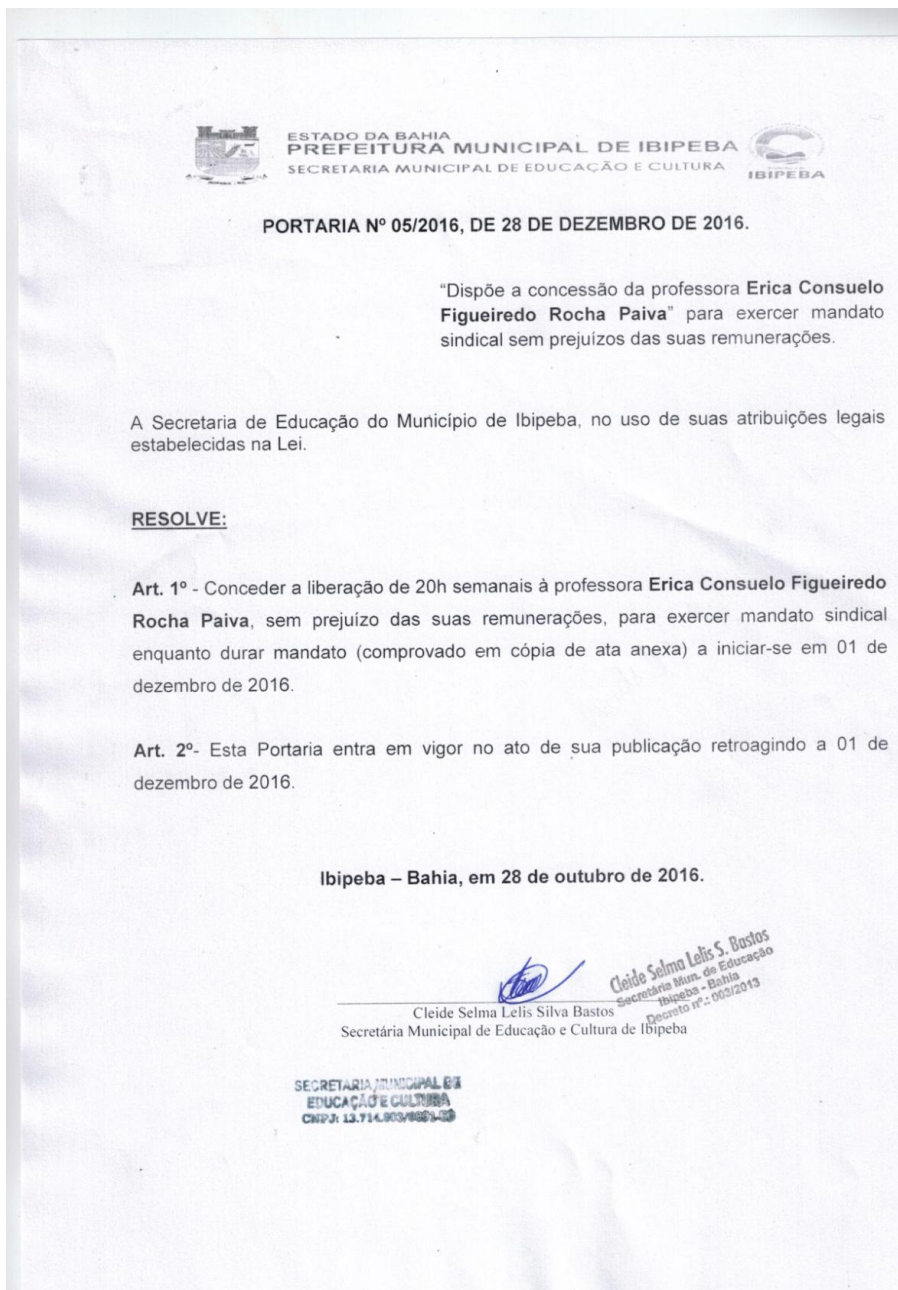 ESTADO DA BAHIA
PREFEITURA MUNICIPAL DE IBIPEBA
SECRETARIA MUNICIPAL DE EDUCAÇÃO E CULTURA
IBIPEBA
PORTARIA Nº 05/2016, DE 28 DE DEZEMBRO DE 2016.
“Dispõe a concessão da professora Erica Consuelo
Figueiredo Rocha Paiva” para exercer mandato
sindical sem prejuízos das suas remunerações.
A Secretaria de Educação do Município de Ibipeba, no uso de suas atribuições legais
estabelecidas na Lei.
RESOLVE:
Art. 1º - Conceder a liberação de 20h semanais à professora Erica Consuelo Figueiredo
Rocha Paiva, sem prejuízo das suas remunerações, para exercer mandato sindical
enquanto durar mandato (comprovado em cópia de ata anexa) a iniciar-se em 01 de
dezembro de 2016.
Art. 2º- Esta Portaria entra em vigor no ato de sua publicação retroagindo a 01 de
dezembro de 2016.
Ibipeba – Bahia, em 28 de outubro de 2016.
Cleide Selma Lelis S. Bastos
Secretária Mun. de Educação
Ibipeba - Bahia
Decreto nº.: 003/2013
Cleide Selma Lelis Silva Bastos
Secretária Municipal de Educação e Cultura de Ibipeba
SECRETARIA MUNICIPAL DE
EDUCAÇÃO E CULTURA
CNPJ: